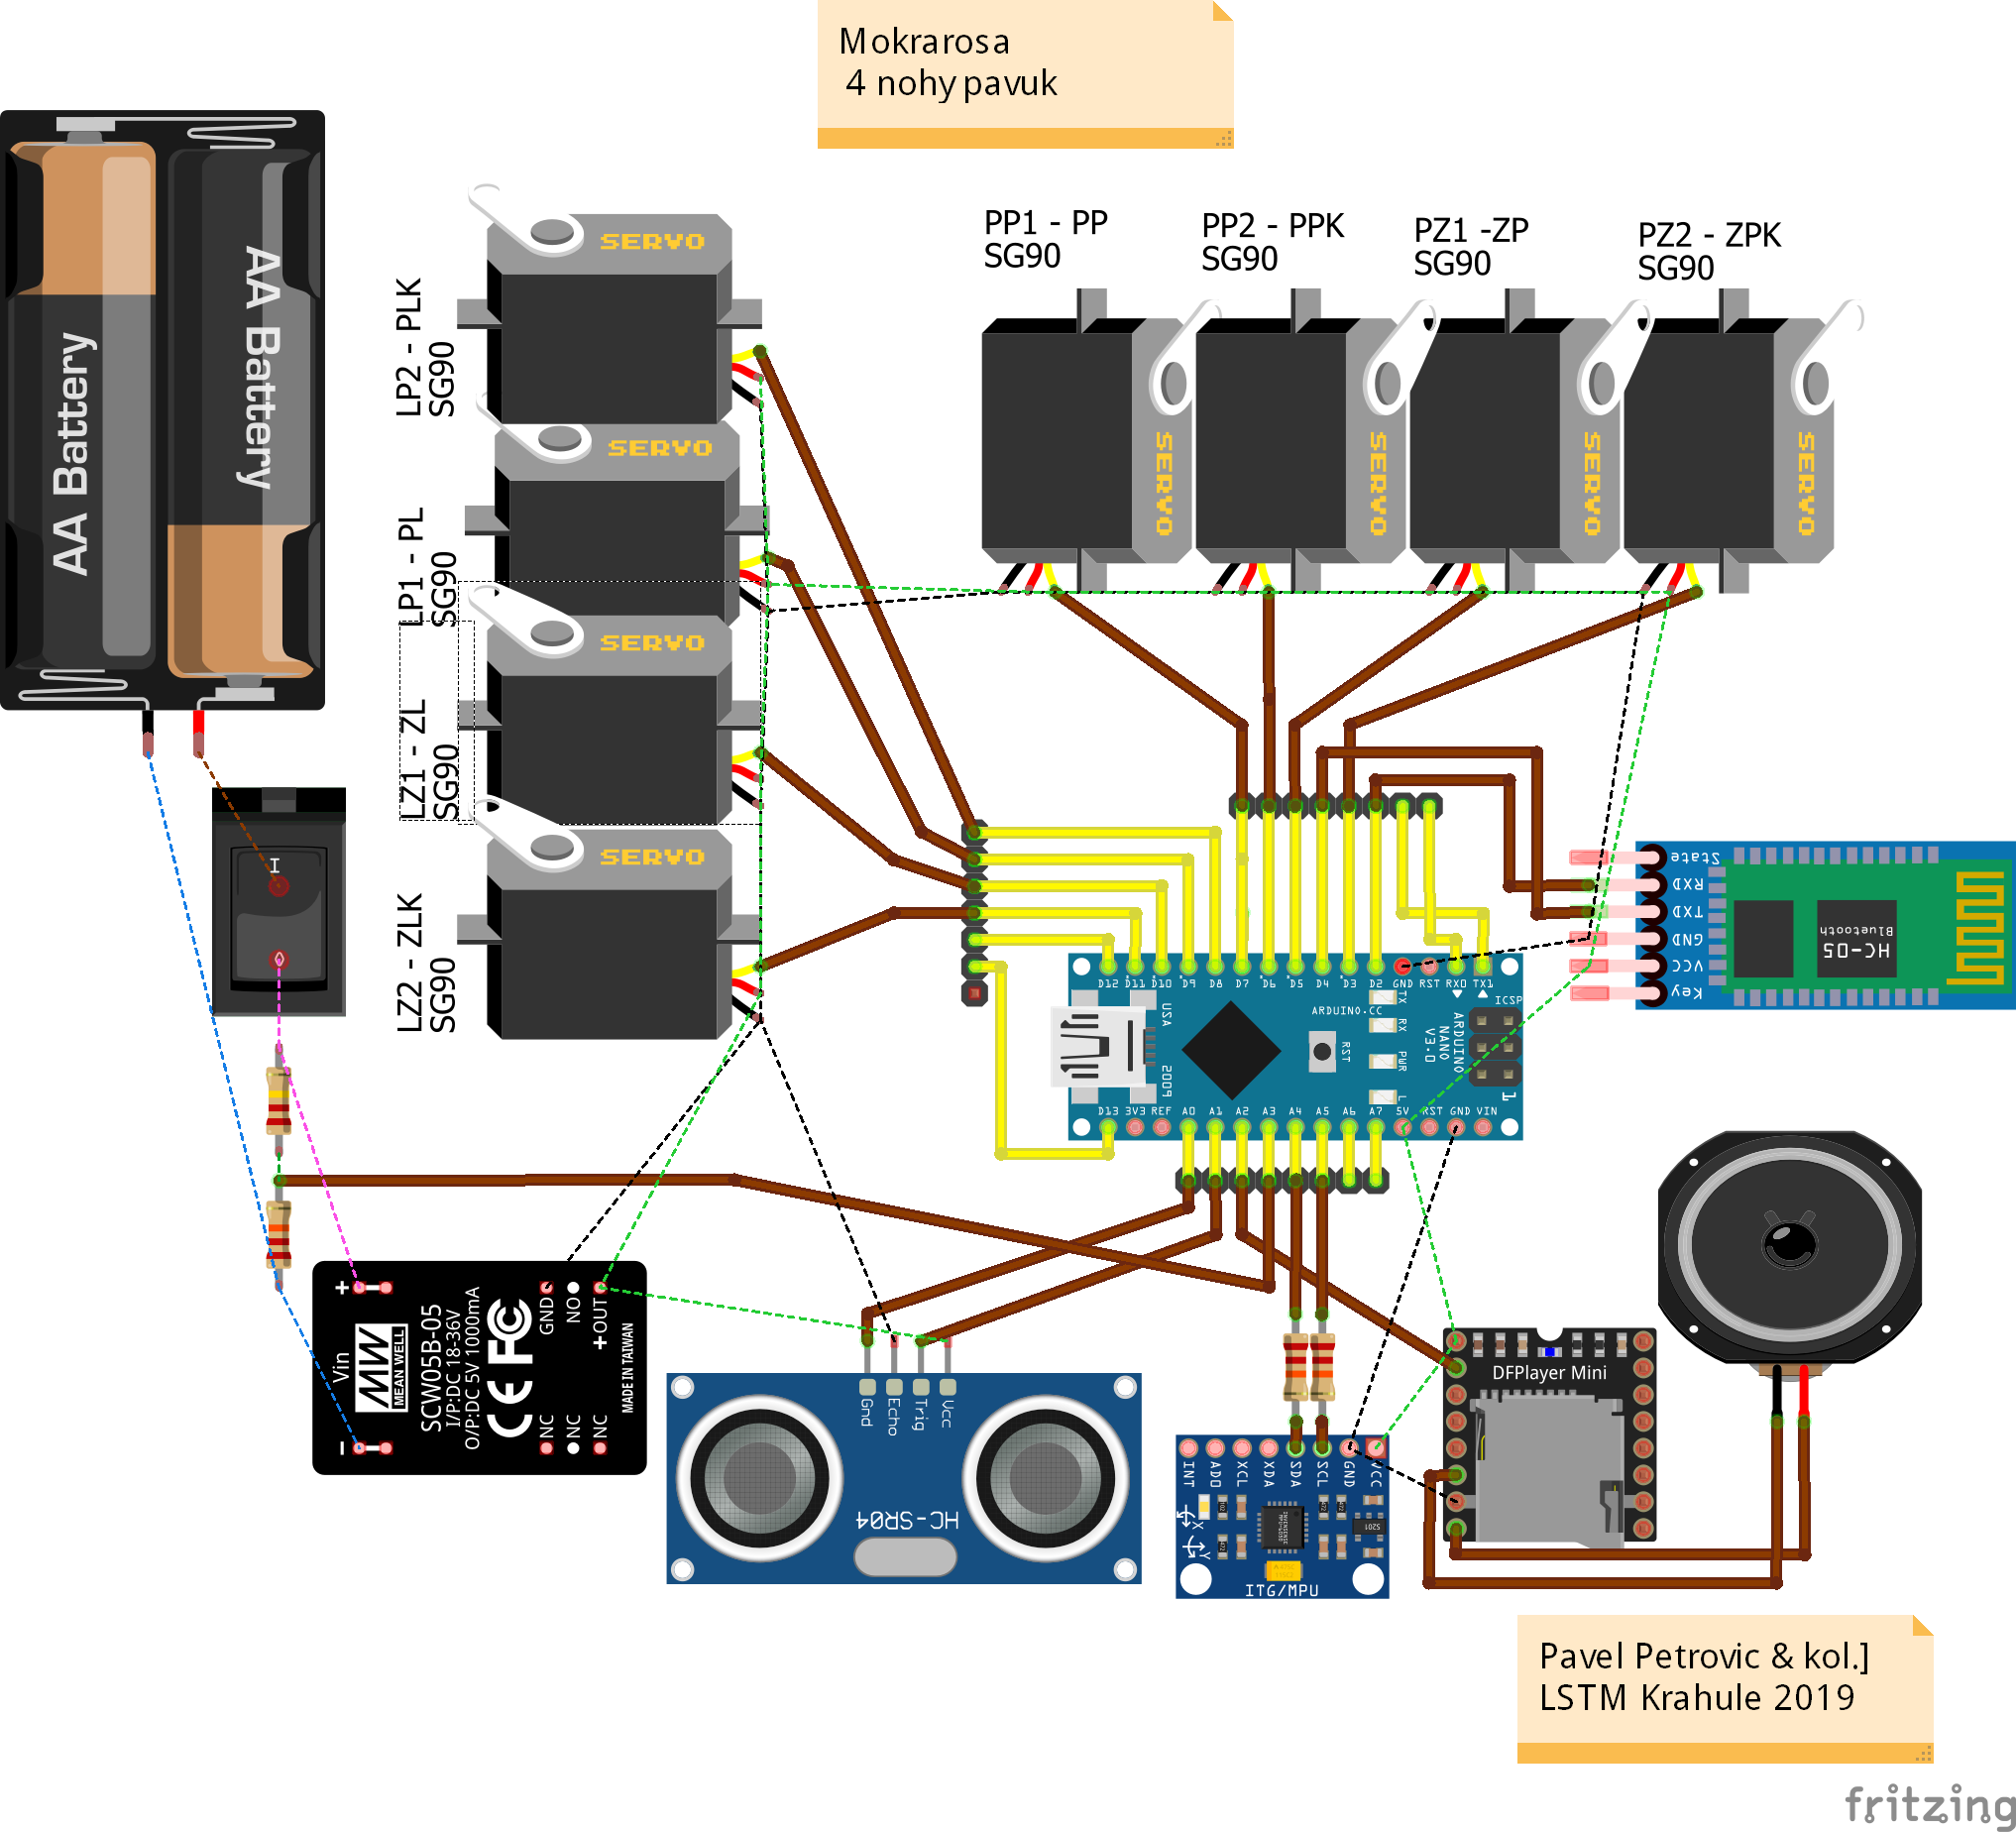 Mokrarosa
4 nohy pavuk
AA Battery
AA Battery
LP2 - PLK
SG90
SERVO
LP1 - PL
SG90
SERVO
LZ1 - ZL
SG90
SERVO
LZ2 - ZLK
SG90
SERVO
PP1 - PP
SG90
SERVO
PP2 - PPK
SG90
SERVO
PZ1 -ZP
SG90
SERVO
PZ2 - ZPK
SG90
SERVO
I
State
RXD
TXD
GND
VCC
Key
HC-05
Bluetooth
D12 D11 D10 D9 D8 D7 D6 D5 D4 D3 D2 GND RST RX0 TX1
USA
2009
ARDUINO.CC
RST
TX
RX
PWR
L
ARDUINO
NANO
V3.0
ICSP
1
D13 3V3 REF A0 A1 A2 A3 A4 A5 A6 A7 5V RST GND VIN
+
-
Vin
MW
MEAN WELL
SCW05B-05
I/P:DC 18-36V
O/P:DC 5V 1000mA
CE FC
GND
NO
+OUT
NC
NC
NC
MADE IN TAIWAN
Gnd
Echo
Trig
Vcc
HC-SR04
INT
ADO
XCL
XDA
SDA
SCL
GND
VCC
X
Y
ITG/MPU
DFPlayer Mini
Pavel Petrovic & kol.]
LSTM Krahule 2019
fritzing